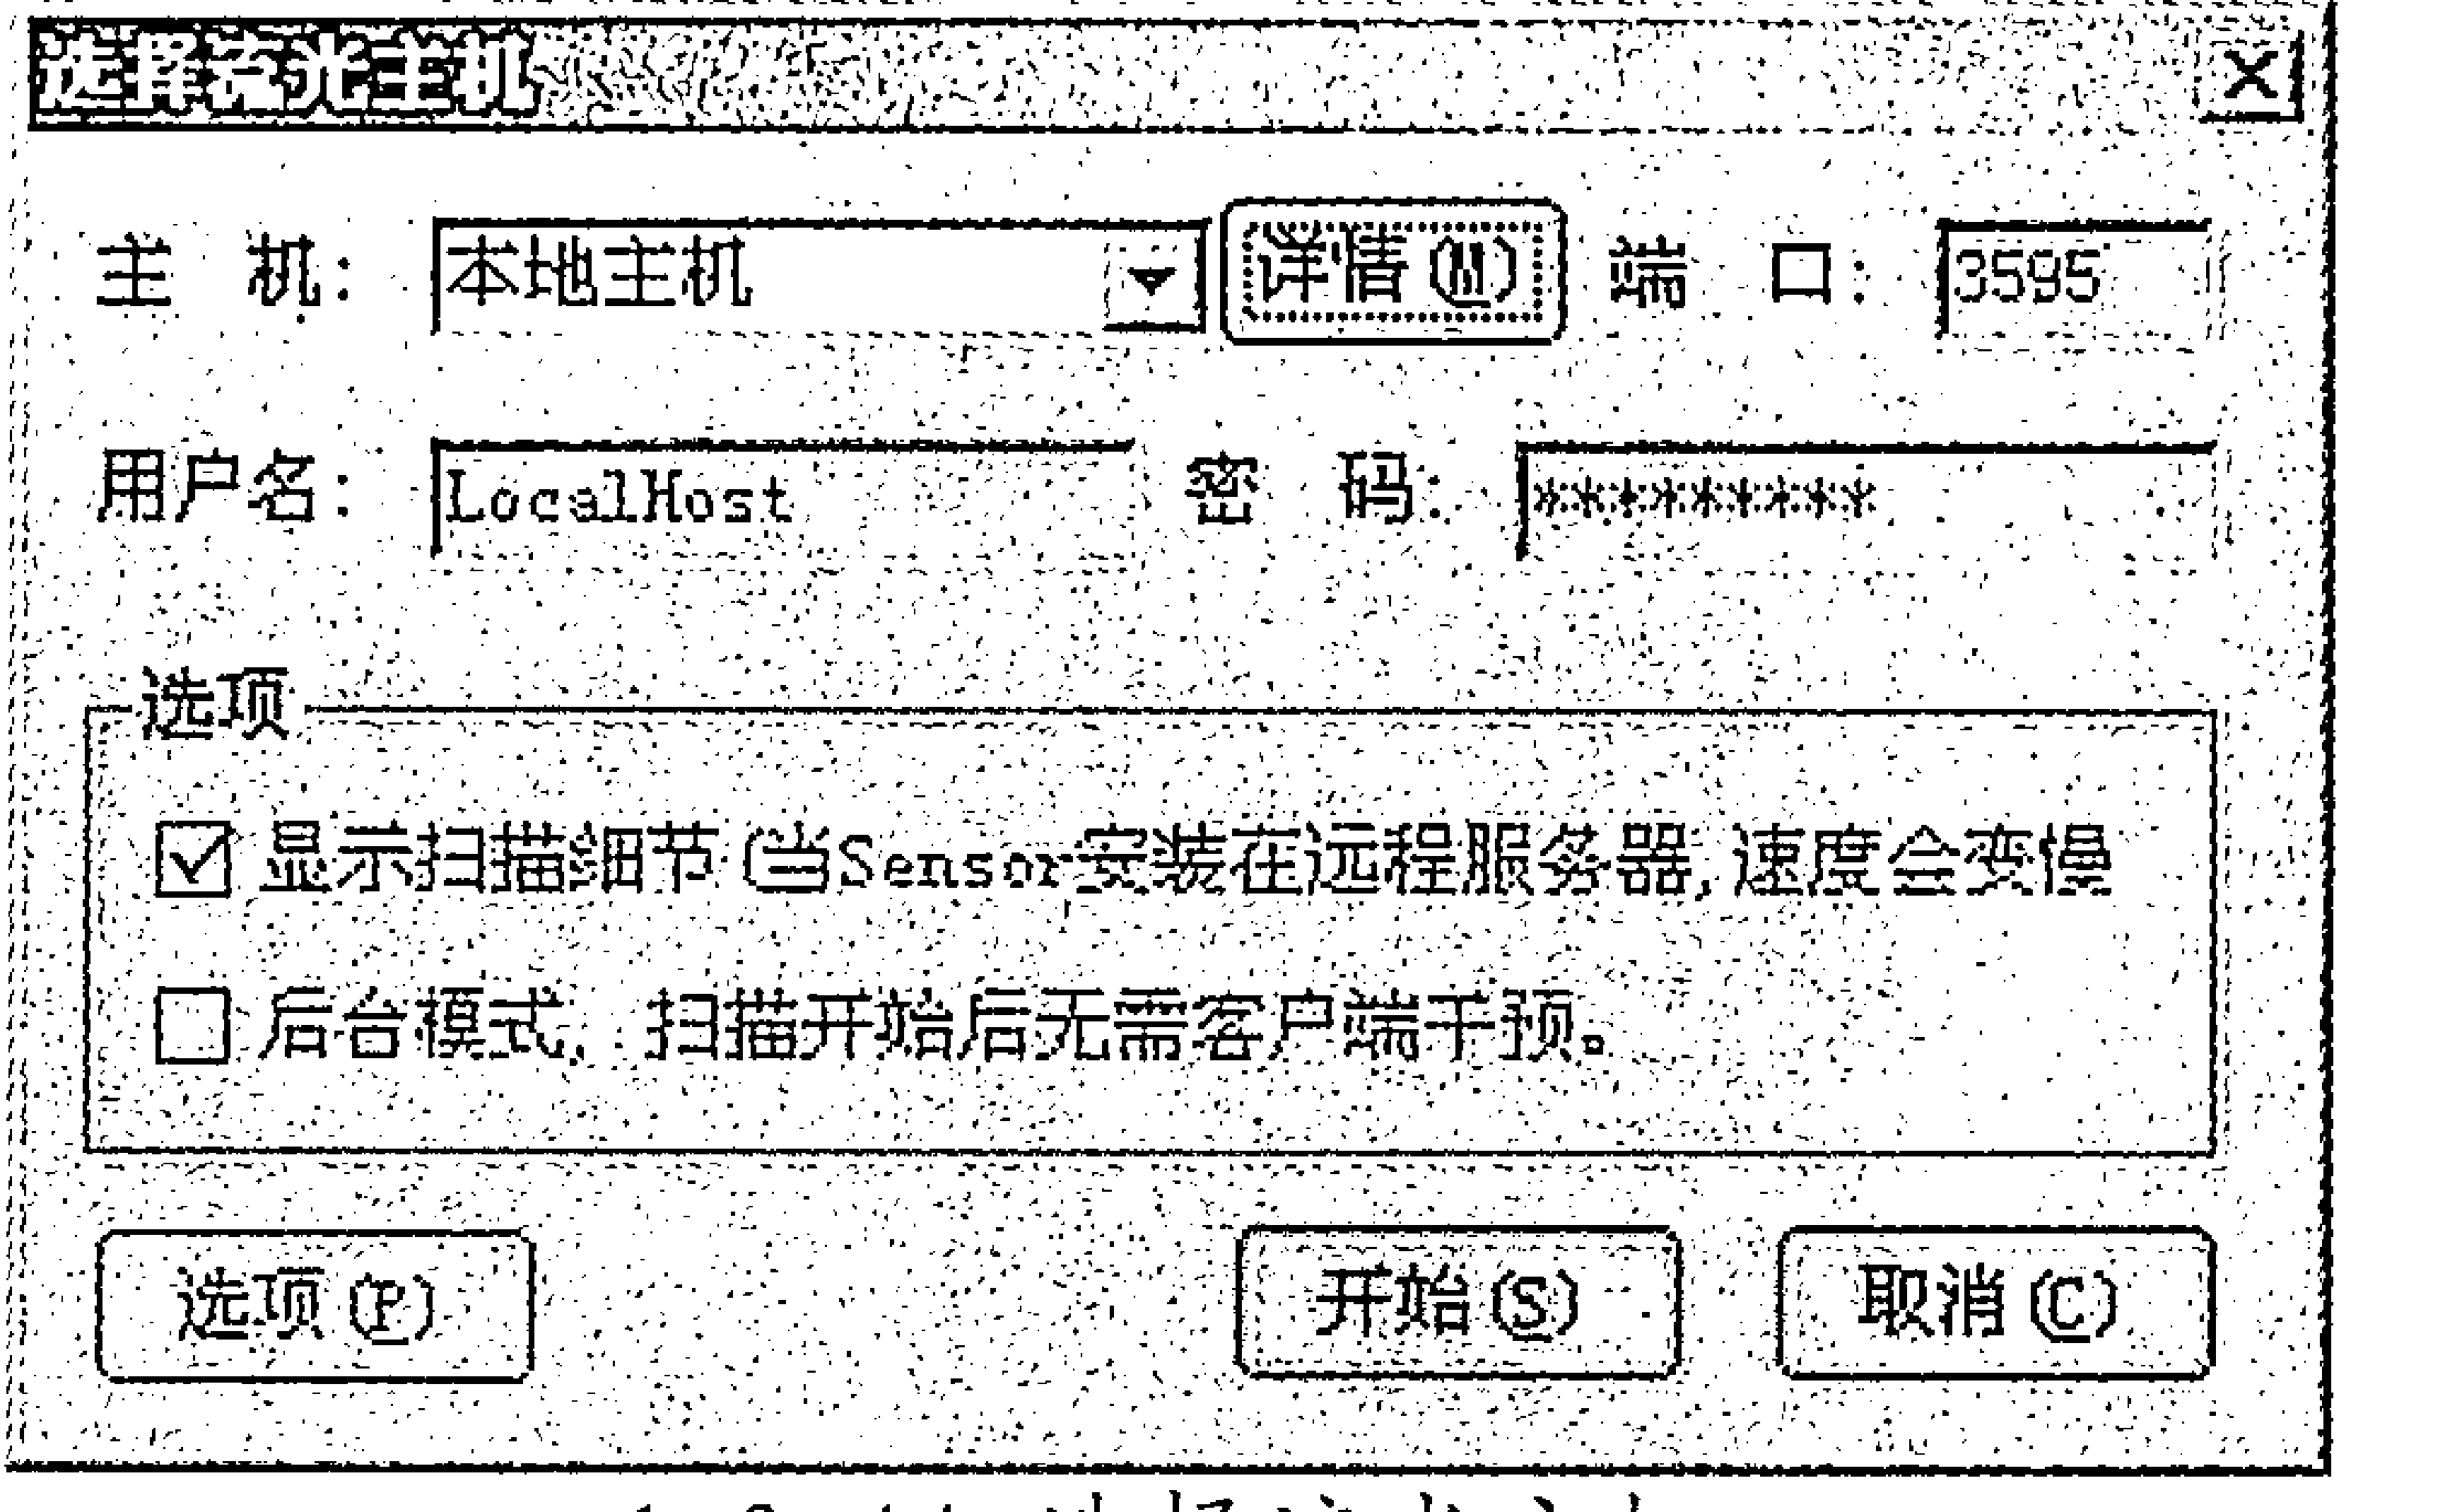 选择流光主机
主 机: 本地主机 详情(M) 端 口: 3595
用户名: LocalHost 密 码: *********
选项
显示扫描细节(当Sensor安装在远程服务器,速度会变慢
后台模式, 扫描开始后无需客户端干预。
选项(P) 开始(S) 取消(C)